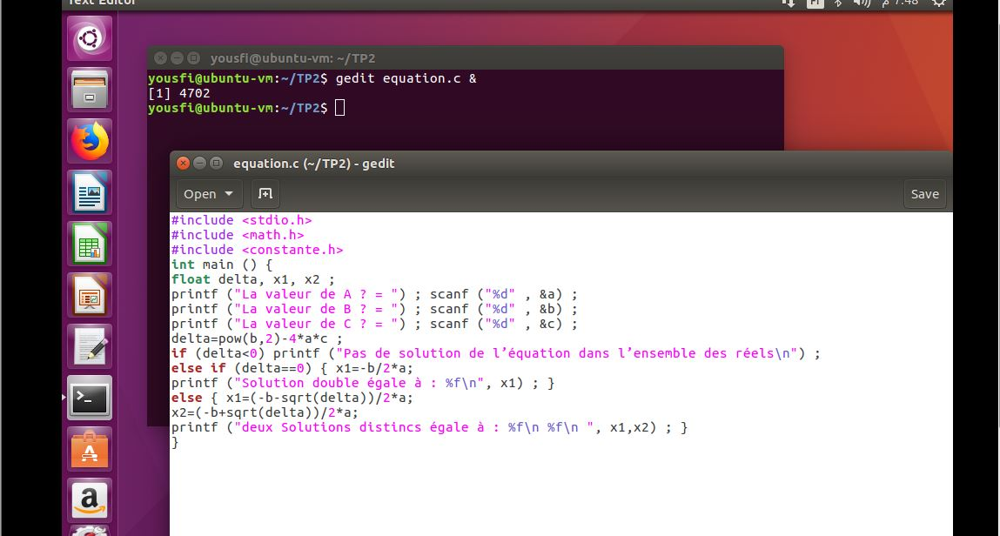 Text Editor
Fr م 7:48
yousfi@ubuntu-vm: ~/TP2
yousfi@ubuntu-vm:~/TP2$ gedit equation.c &
[1] 4702
yousfi@ubuntu-vm:~/TP2$
equation.c (~/TP2) - gedit
Open
Save
#include <stdio.h>
#include <math.h>
#include <constante.h>
int main () {
float delta, x1, x2 ;
printf ("La valeur de A ? = ") ; scanf ("%d" , &a) ;
printf ("La valeur de B ? = ") ; scanf ("%d" , &b) ;
printf ("La valeur de C ? = ") ; scanf ("%d" , &c) ;
delta=pow(b,2)-4*a*c ;
if (delta<0) printf ("Pas de solution de l’équation dans l’ensemble des réels\n") ;
else if (delta==0) { x1=-b/2*a;
printf ("Solution double égale à : %f\n", x1) ; }
else { x1=(-b-sqrt(delta))/2*a;
x2=(-b+sqrt(delta))/2*a;
printf ("deux Solutions distincs égale à : %f\n %f\n ", x1,x2) ; }
}